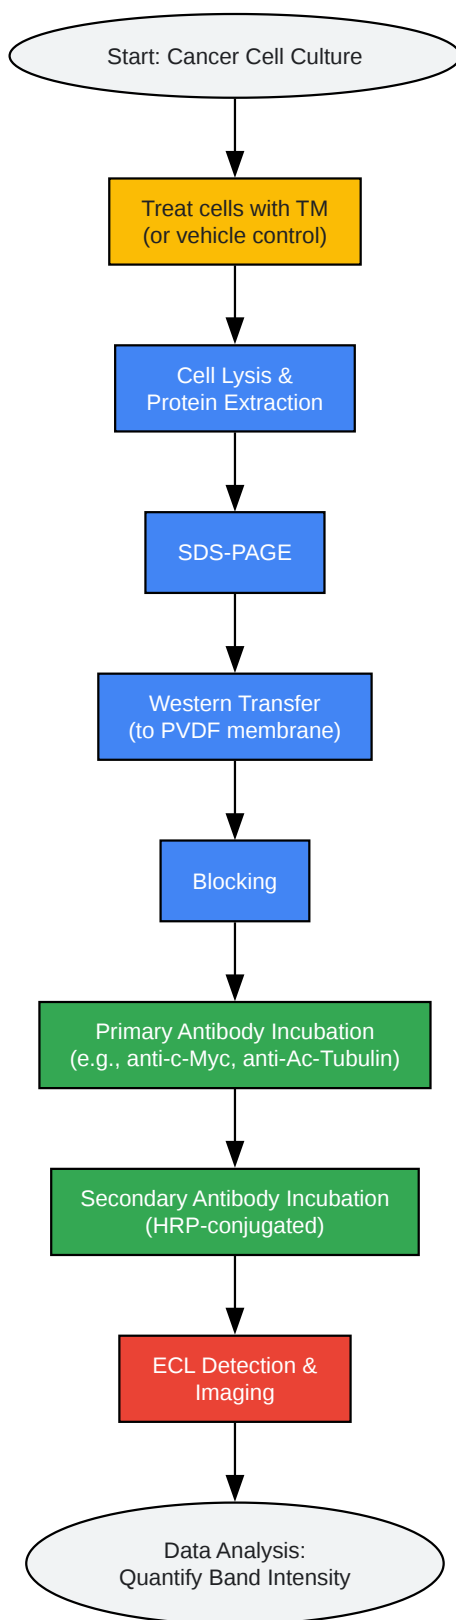 Start: Cancer Cell Culture
Treat cells with TM
(or vehicle control)
Cell Lysis &
Protein Extraction
SDS-PAGE
Western Transfer
(to PVDF membrane)
Blocking
Primary Antibody Incubation
(e.g., anti-c-Myc, anti-Ac-Tubulin)
Secondary Antibody Incubation
(HRP-conjugated)
ECL Detection &
Imaging
Data Analysis:
Quantify Band Intensity